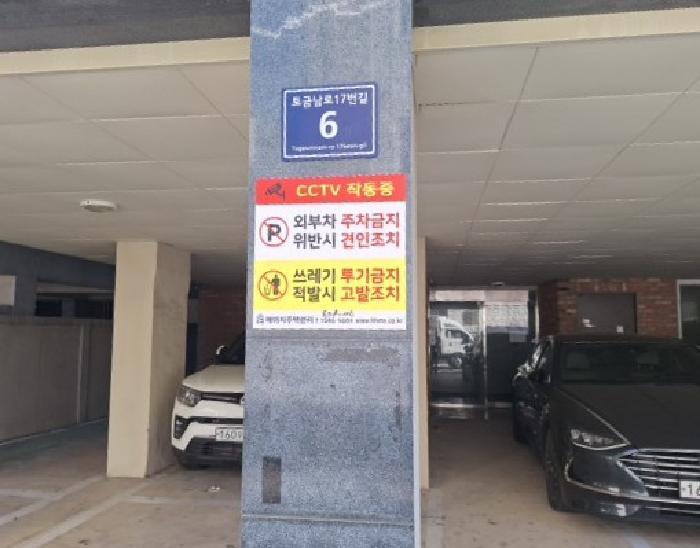 토금남로17번길
6
CCTV 작동중
외부차 주차금지
위반시 견인조치
쓰레기 투기금지
적발시 고발조치
160
16